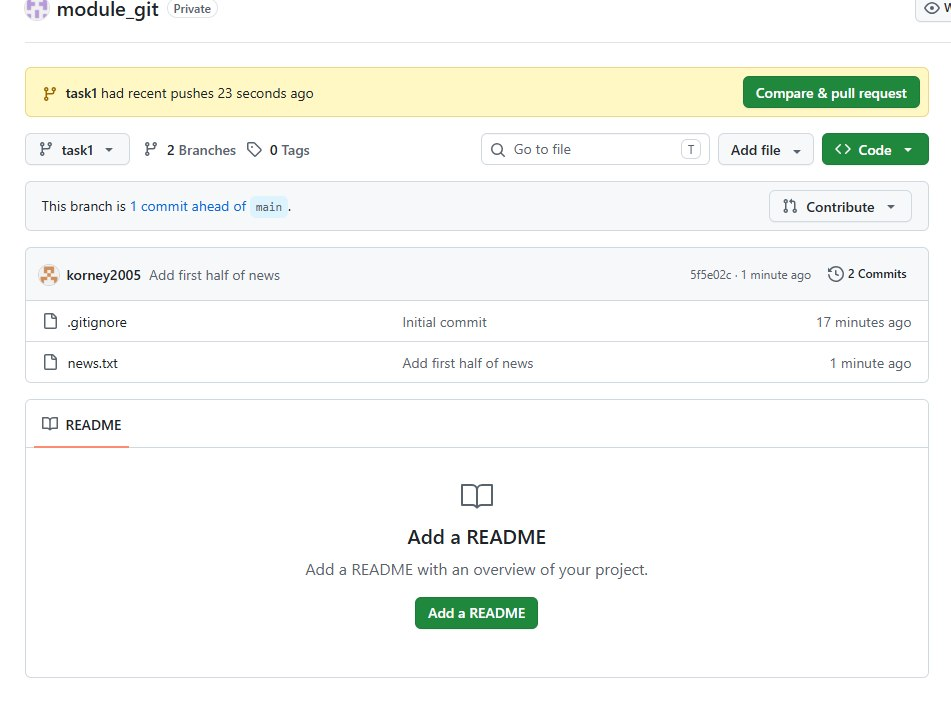 module_git Private
task1 had recent pushes 23 seconds ago Compare & pull request
task1 2 Branches 0 Tags Go to file T Add file Code
This branch is 1 commit ahead of main . Contribute
korney2005 Add first half of news 5f5e02c · 1 minute ago 2 Commits
.gitignore Initial commit 17 minutes ago
news.txt Add first half of news 1 minute ago
README
Add a README
Add a README with an overview of your project.
Add a README